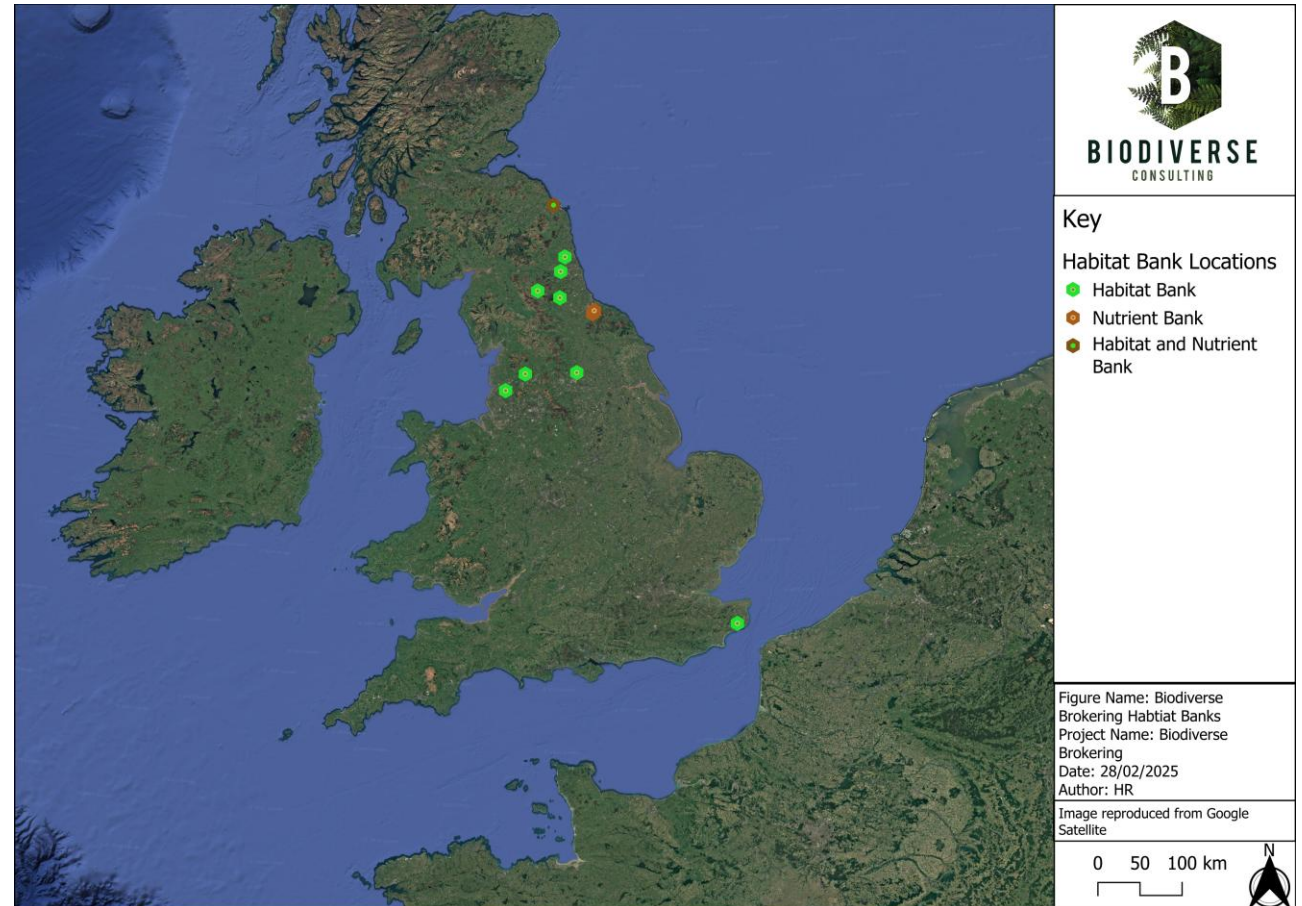 B
BIODIVERSE
CONSULTING
Key
Habitat Bank Locations
Habitat Bank
Nutrient Bank
Habitat and Nutrient
Bank
Figure Name: Biodiverse
Brokering Habtiat Banks
Project Name: Biodiverse
Brokering
Date: 28/02/2025
Author: HR
Image reproduced from Google
Satellite
0 50 100 km
N